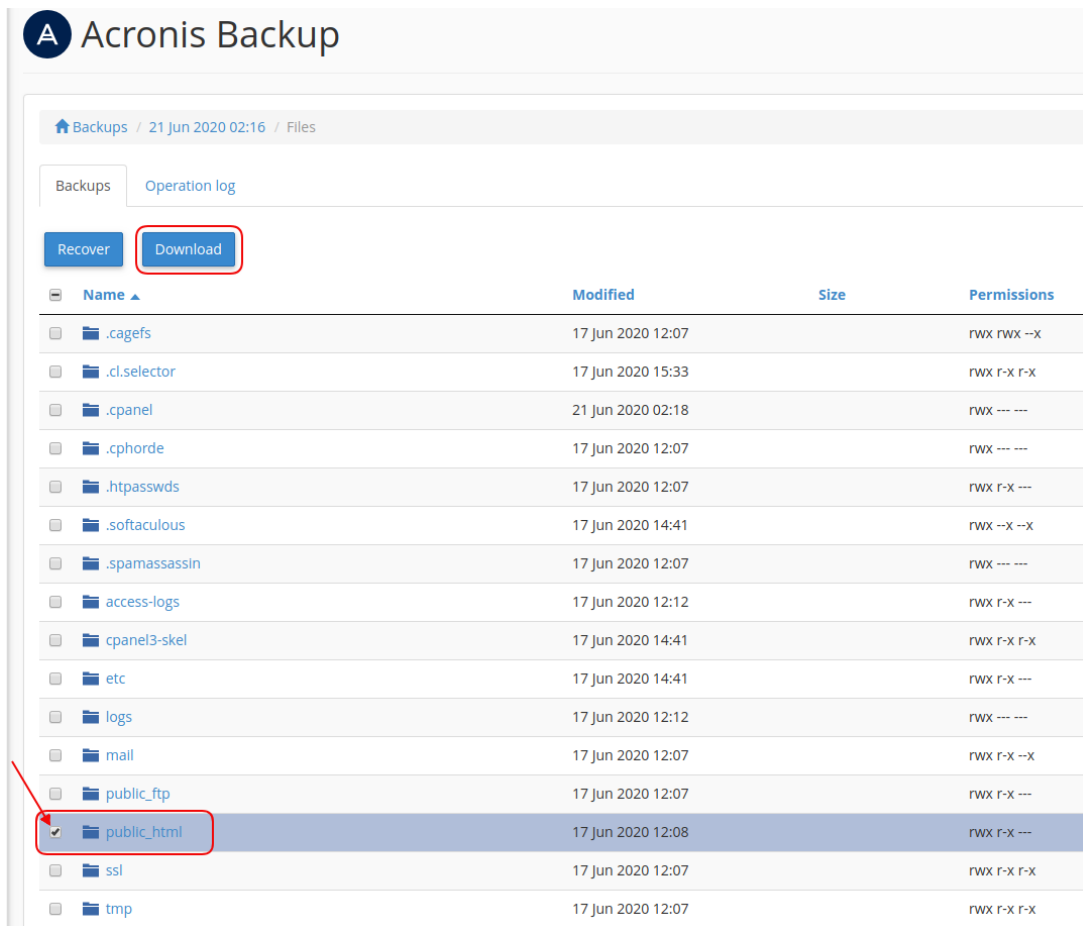 Acronis Backup
Backups / 21 Jun 2020 02:16 / Files
Backups Operation log
Recover Download
Name Modified Size Permissions
.cagefs 17 Jun 2020 12:07 rwx rwx --x
.cl.selector 17 Jun 2020 15:33 rwx r-x r-x
.cpanel 21 Jun 2020 02:18 rwx --- ---
.cphorde 17 Jun 2020 12:07 rwx --- ---
.htpasswds 17 Jun 2020 12:07 rwx r-x ---
.softaculous 17 Jun 2020 14:41 rwx --x --x
.spamassassin 17 Jun 2020 12:07 rwx --- ---
access-logs 17 Jun 2020 12:12 rwx r-x ---
cpanel3-skel 17 Jun 2020 14:41 rwx r-x r-x
etc 17 Jun 2020 14:41 rwx r-x ---
logs 17 Jun 2020 12:12 rwx --- ---
mail 17 Jun 2020 12:07 rwx r-x --x
public_ftp 17 Jun 2020 12:07 rwx r-x ---
public_html 17 Jun 2020 12:08 rwx r-x ---
ssl 17 Jun 2020 12:07 rwx r-x r-x
tmp 17 Jun 2020 12:07 rwx r-x r-x